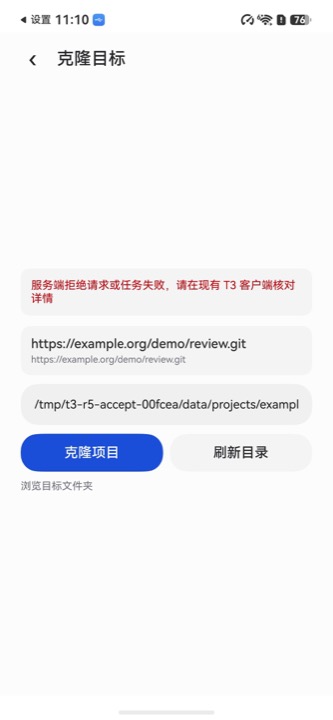 设置 11:10
76
克隆目标
服务端拒绝请求或任务失败，请在现有 T3 客户端核对
详情
https://example.org/demo/review.git
https://example.org/demo/review.git
/tmp/t3-r5-accept-00fcea/data/projects/exampl
克隆项目
刷新目录
浏览目标文件夹